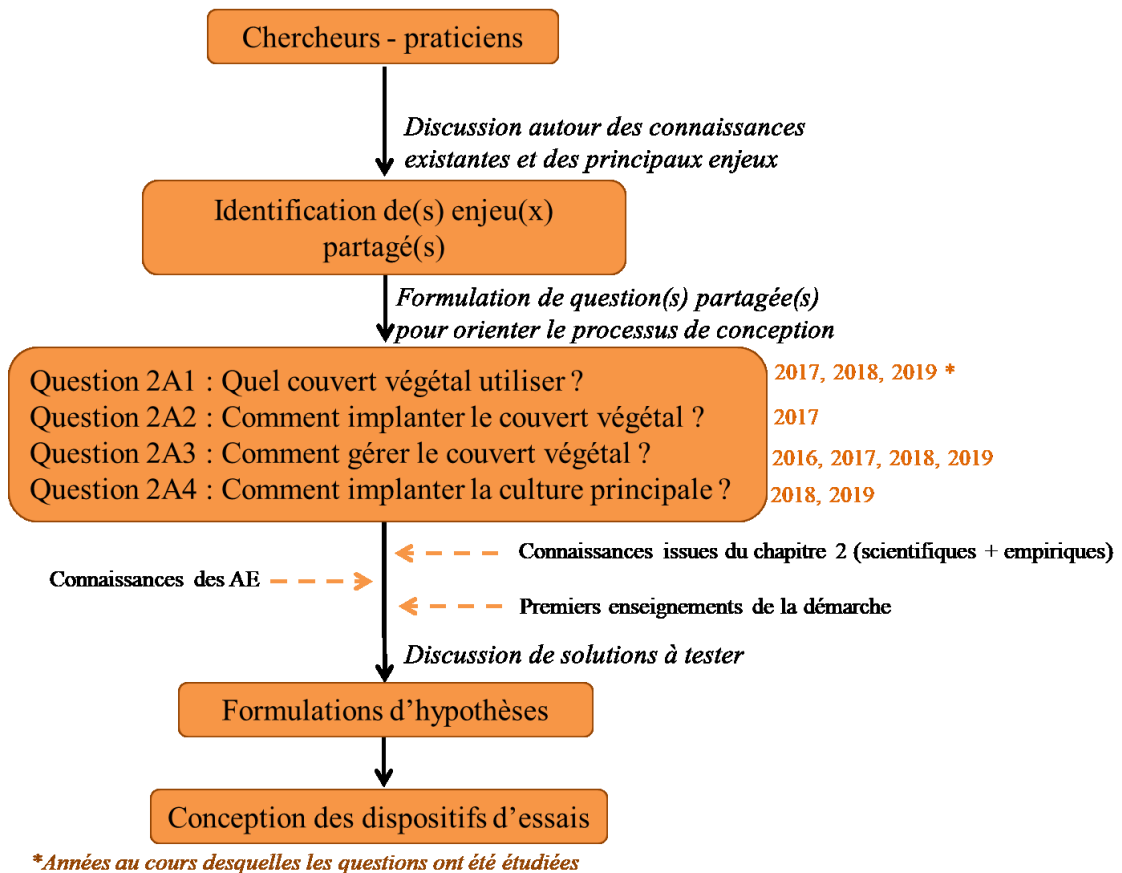 Chercheurs - praticiens
Discussion autour des connaissances
existantes et des principaux enjeux
Identification de(s) enjeu(x)
partagé(s)
Formulation de question(s) partagée(s)
pour orienter le processus de conception
Question 2A1 : Quel couvert végétal utiliser ?
2017, 2018, 2019 *
Question 2A2 : Comment implanter le couvert végétal ?
2017
Question 2A3 : Comment gérer le couvert végétal ?
2016, 2017, 2018, 2019
Question 2A4 : Comment implanter la culture principale ?
2018, 2019
Connaissances issues du chapitre 2 (scientifiques + empiriques)
Connaissances des AE
Premiers enseignements de la démarche
Discussion de solutions à tester
Formulations d’hypothèses
Conception des dispositifs d’essais
*Années au cours desquelles les questions ont été étudiées